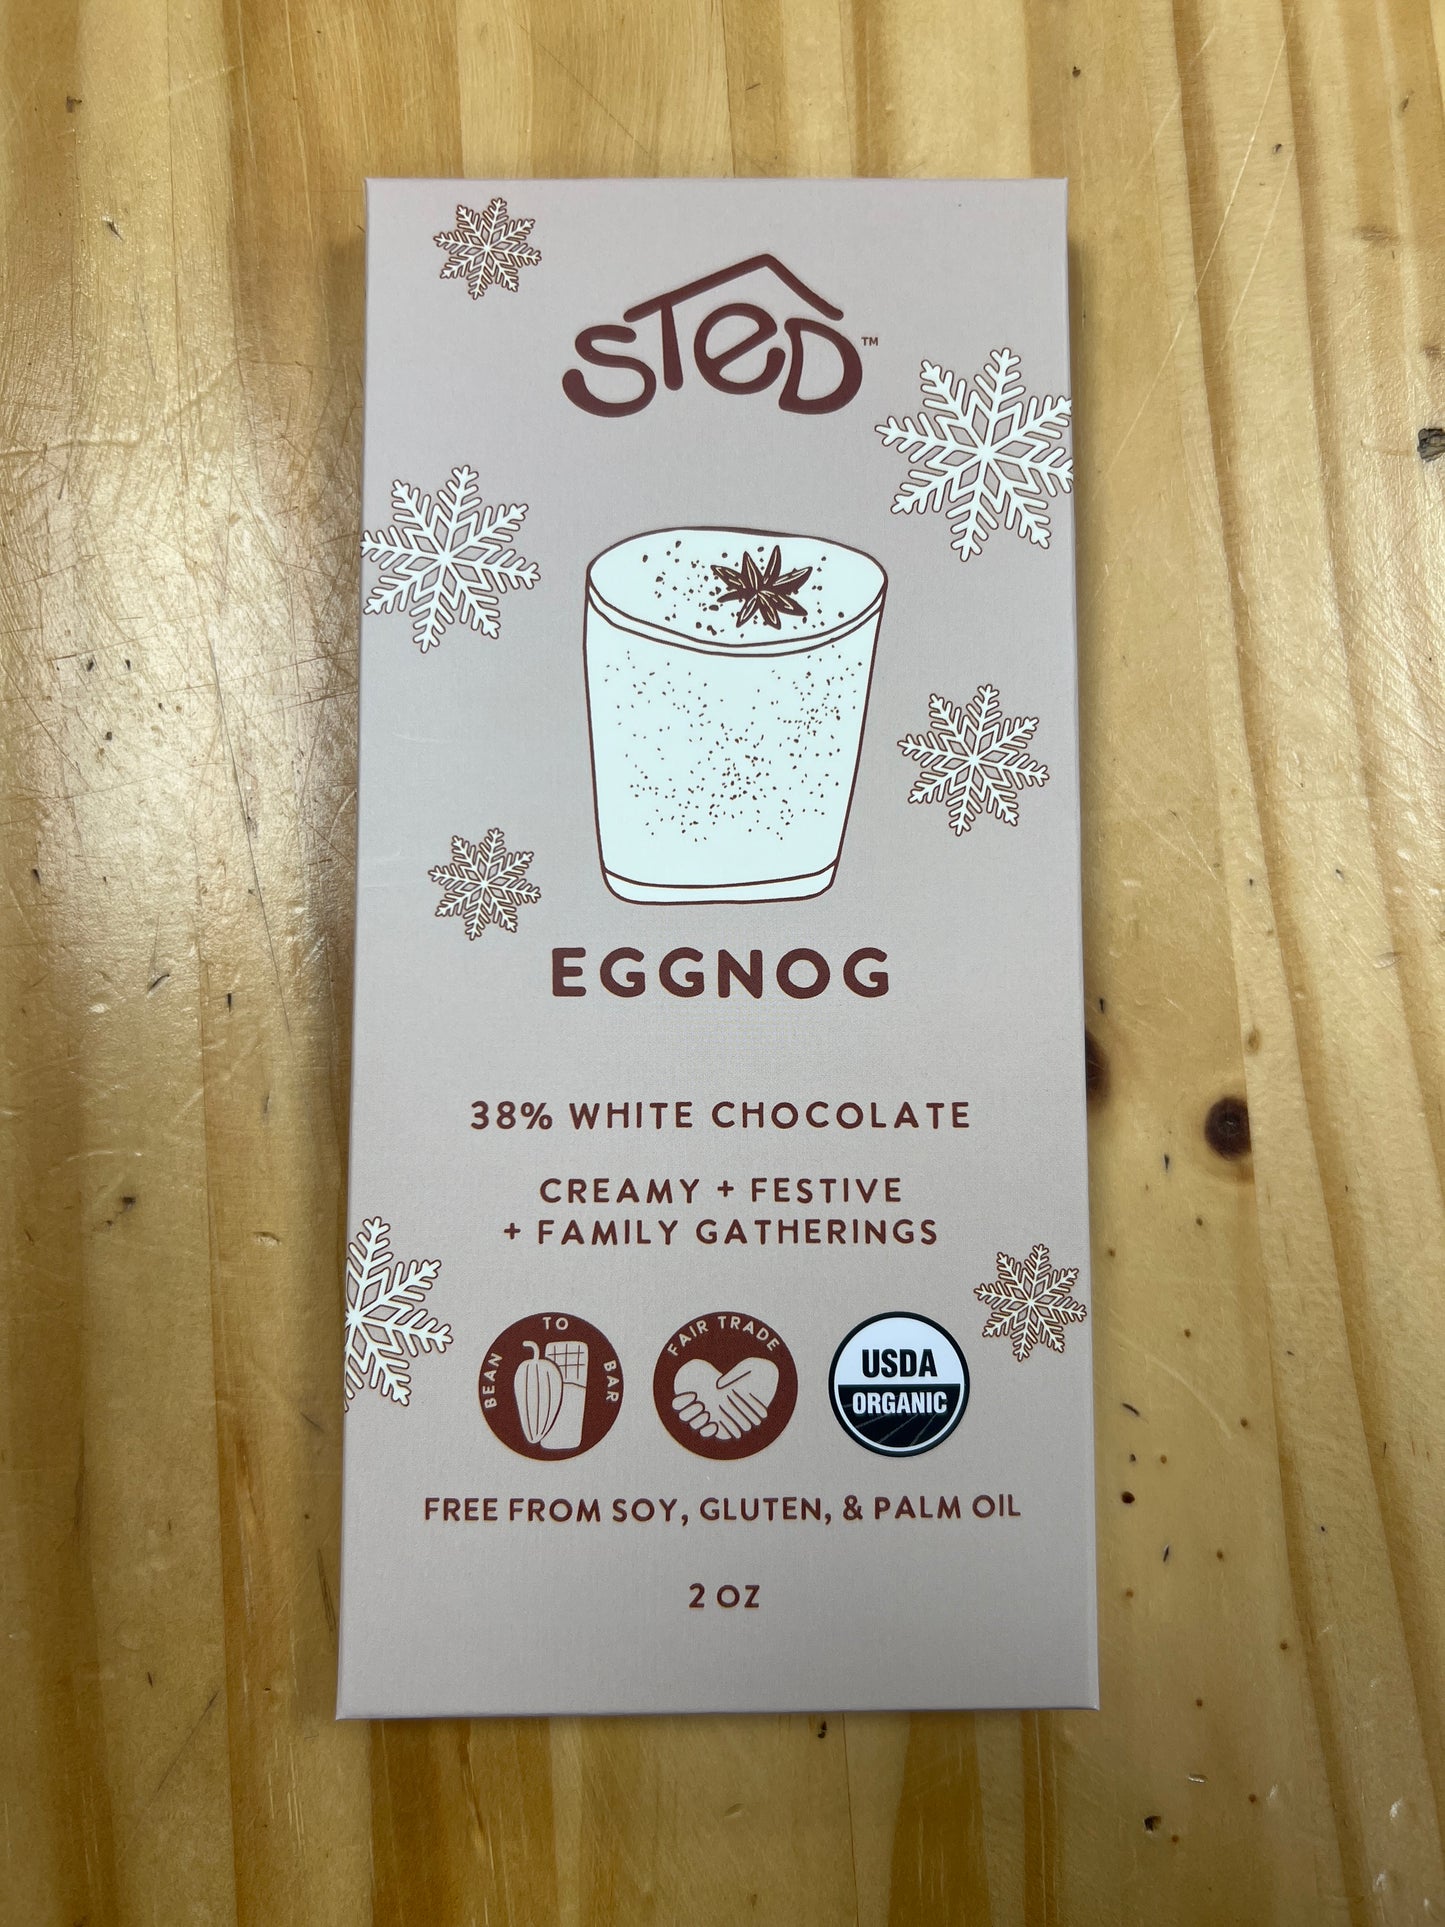 STeD™
EGGNOG
38% WHITE CHOCOLATE
CREAMY + FESTIVE
+ FAMILY GATHERINGS
BEAN TO BAR
FAIR TRADE
USDA
ORGANIC
FREE FROM SOY, GLUTEN, & PALM OIL
2 OZ